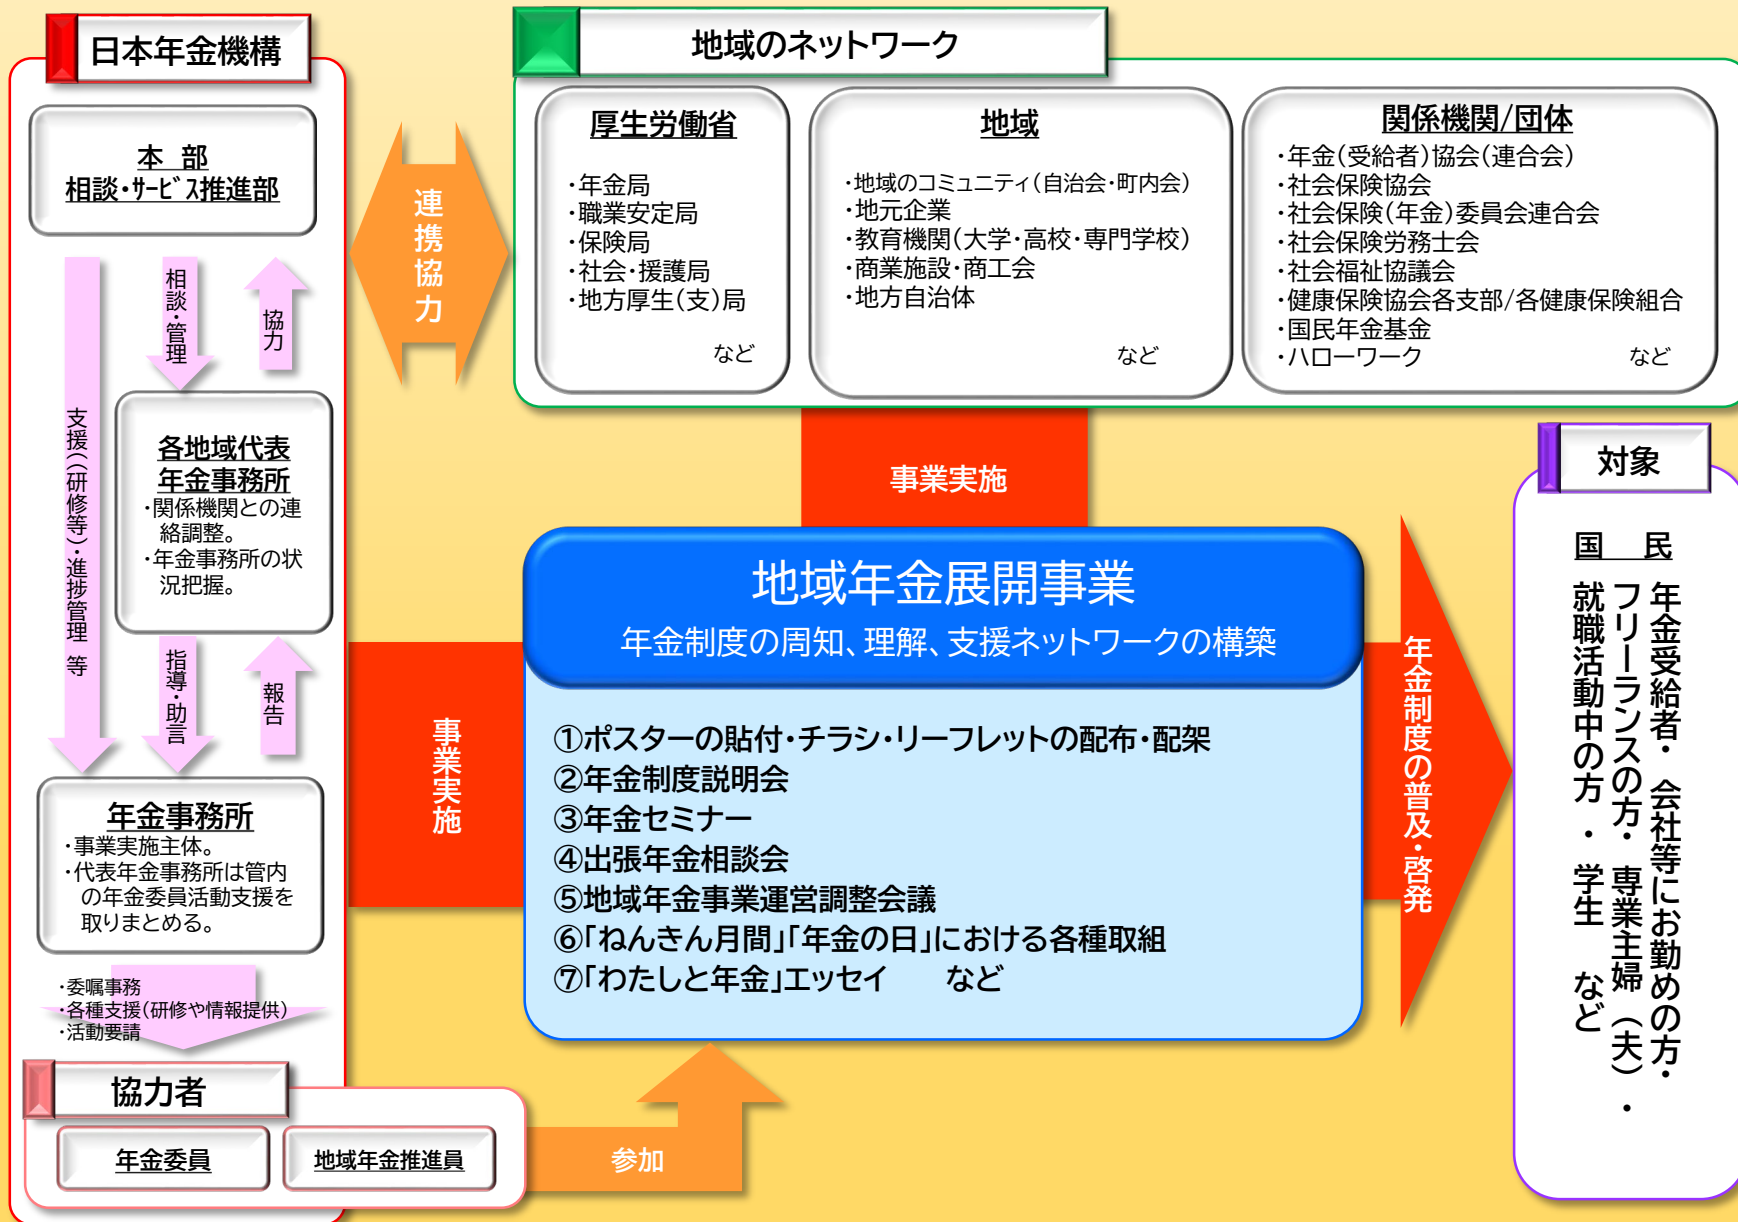 日本年金機構
本 部
相談・サービス推進部
相談・管理
協力
支援(（研修等）・進捗管理 等
各地域代表
年金事務所
・関係機関との連
絡調整。
・年金事務所の状
況把握。
指導・助言
報告
年金事務所
・事業実施主体。
・代表年金事務所は管内
の年金委員活動支援を
取りまとめる。
・委嘱事務
・各種支援(研修や情報提供)
・活動要請
協力者
年金委員
地域年金推進員
連携協力
地域のネットワーク
厚生労働省
・年金局
・職業安定局
・保険局
・社会・援護局
・地方厚生(支)局
など
地域
・地域のコミュニティ(自治会・町内会)
・地元企業
・教育機関(大学・高校・専門学校)
・商業施設・商工会
・地方自治体
など
関係機関/団体
・年金(受給者)協会(連合会)
・社会保険協会
・社会保険(年金)委員会連合会
・社会保険労務士会
・社会福祉協議会
・健康保険協会各支部/各健康保険組合
・国民年金基金
・ハローワーク
など
事業実施
事業実施
地域年金展開事業
年金制度の周知、理解、支援ネットワークの構築
①ポスターの貼付・チラシ・リーフレットの配布・配架
②年金制度説明会
③年金セミナー
④出張年金相談会
⑤地域年金事業運営調整会議
⑥「ねんきん月間」「年金の日」における各種取組
⑦「わたしと年金」エッセイ　　など
参加
年金制度の普及・啓発
対象
国　民
年金受給者・ 会社等にお勤めの方・
フリーランスの方・ 専業主婦（夫）・
就職活動中の方 ・ 学生　など